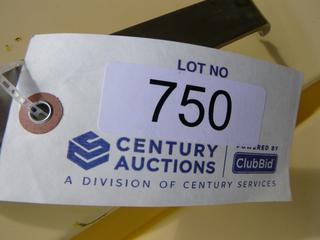 LOT NO
750
POWERED BY
CENTURY
AUCTIONS
ClubBid
A DIVISION OF CENTURY SERVICES